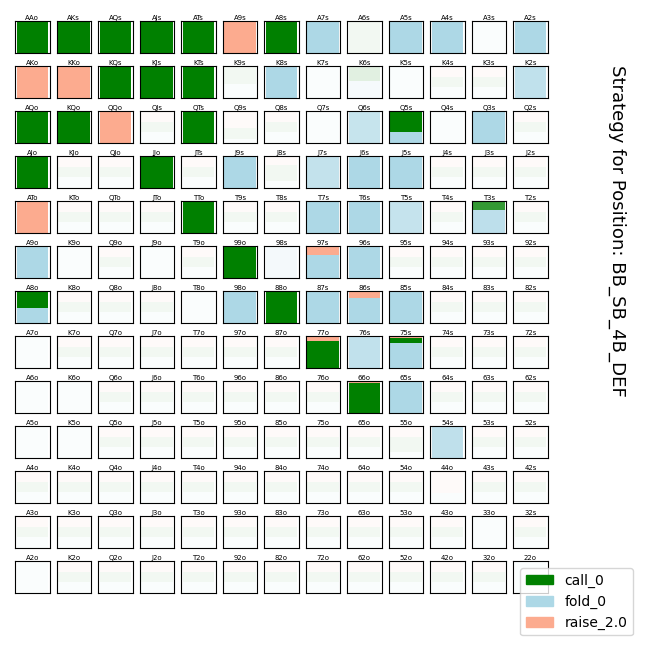 AAo AKs AQs AJs ATs A9s A8s A7s A6s A5s A4s A3s A2s
AKo KKo KQs KJs KTs K9s K8s K7s K6s K5s K4s K3s K2s
AQo KQo QQo QJs QTs Q9s Q8s Q7s Q6s Q5s Q4s Q3s Q2s
AJo KJo QJo JJo JTs J9s J8s J7s J6s J5s J4s J3s J2s
ATo KTo QTo JTo TTo T9s T8s T7s T6s T5s T4s T3s T2s
A9o K9o Q9o J9o T9o 99o 98s 97s 96s 95s 94s 93s 92s
A8o K8o Q8o J8o T8o 98o 88o 87s 86s 85s 84s 83s 82s
A7o K7o Q7o J7o T7o 97o 87o 77o 76s 75s 74s 73s 72s
A6o K6o Q6o J6o T6o 96o 86o 76o 66o 65s 64s 63s 62s
A5o K5o Q5o J5o T5o 95o 85o 75o 65o 55o 54s 53s 52s
A4o K4o Q4o J4o T4o 94o 84o 74o 64o 54o 44o 43s 42s
A3o K3o Q3o J3o T3o 93o 83o 73o 63o 53o 43o 33o 32s
A2o K2o Q2o J2o T2o 92o 82o 72o 62o 52o 42o 32o 22o
Strategy for Position: BB_SB_4B_DEF
call_0
fold_0
raise_2.0